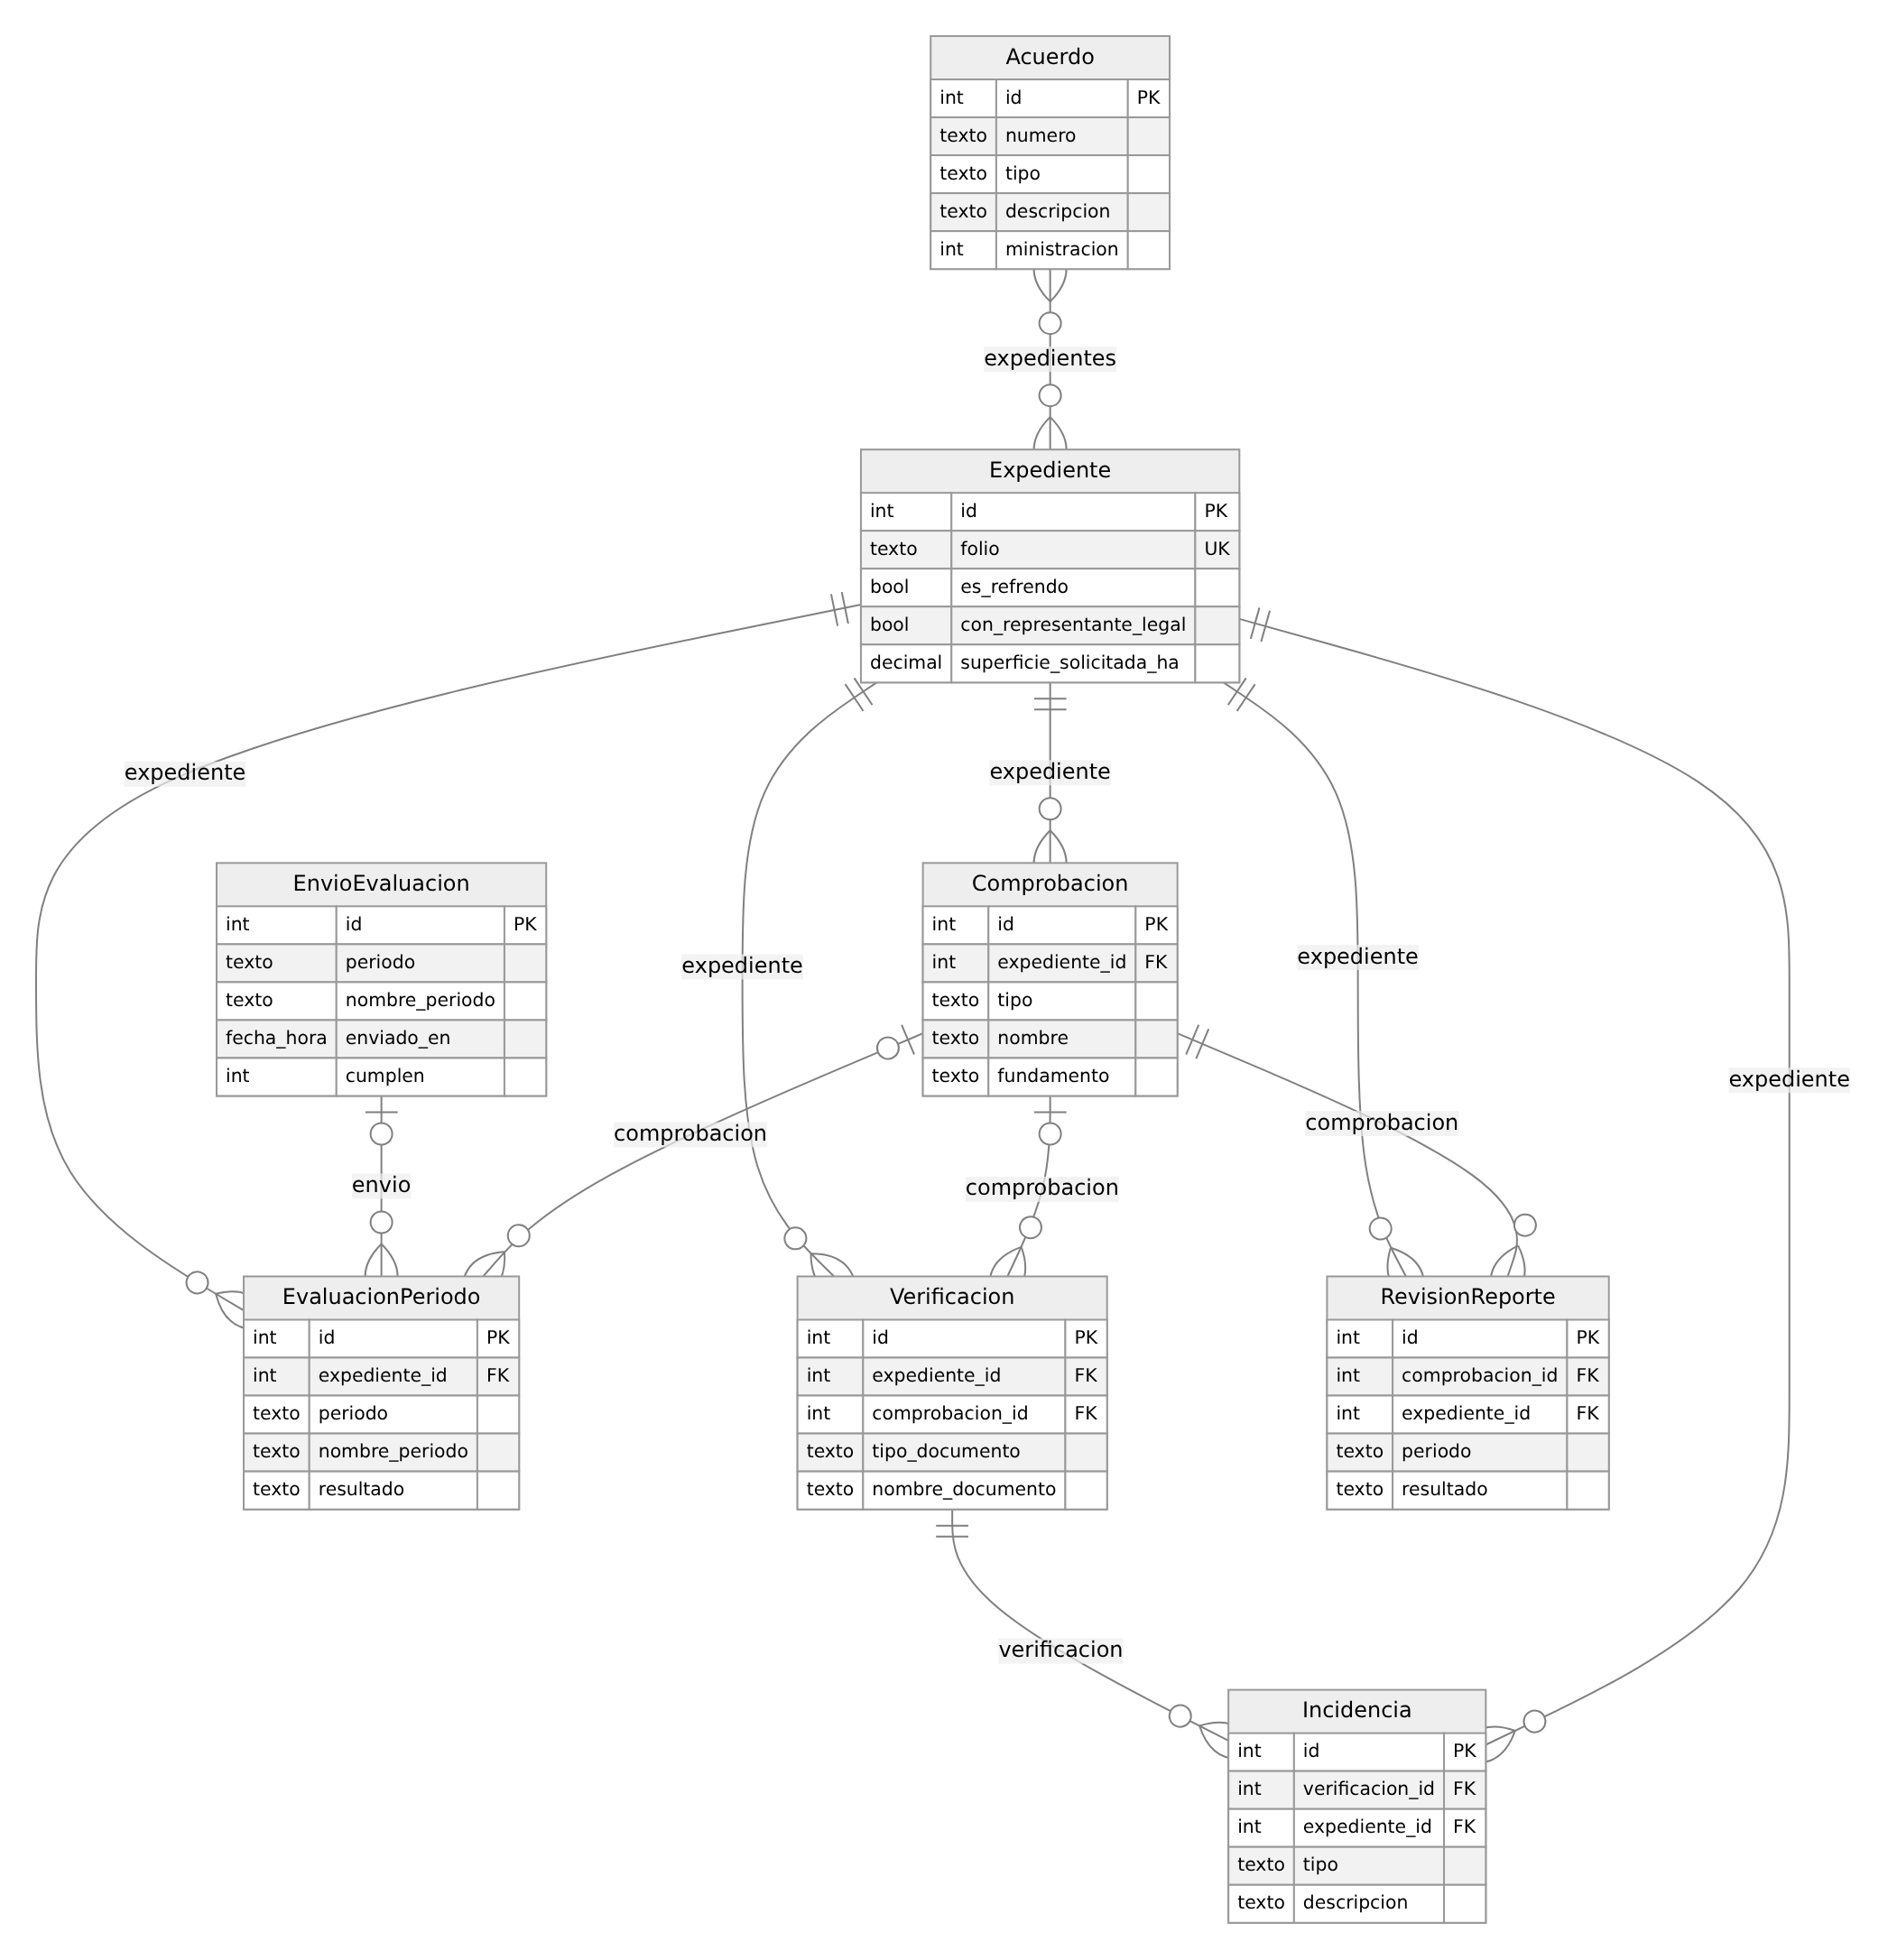 Acuerdo
int id PK
texto numero
texto tipo
texto descripcion
int ministracion
expedientes
Expediente
int id PK
texto folio UK
bool es_refrendo
bool con_representante_legal
decimal superficie_solicitada_ha
expediente
expediente
expediente
expediente
expediente
EnvioEvaluacion
int id PK
texto periodo
texto nombre_periodo
fecha_hora enviado_en
int cumplen
Comprobacion
int id PK
int expediente_id FK
texto tipo
texto nombre
texto fundamento
envio
comprobacion
comprobacion
comprobacion
EvaluacionPeriodo
int id PK
int expediente_id FK
texto periodo
texto nombre_periodo
texto resultado
Verificacion
int id PK
int expediente_id FK
int comprobacion_id FK
texto tipo_documento
texto nombre_documento
RevisionReporte
int id PK
int comprobacion_id FK
int expediente_id FK
texto periodo
texto resultado
verificacion
Incidencia
int id PK
int verificacion_id FK
int expediente_id FK
texto tipo
texto descripcion